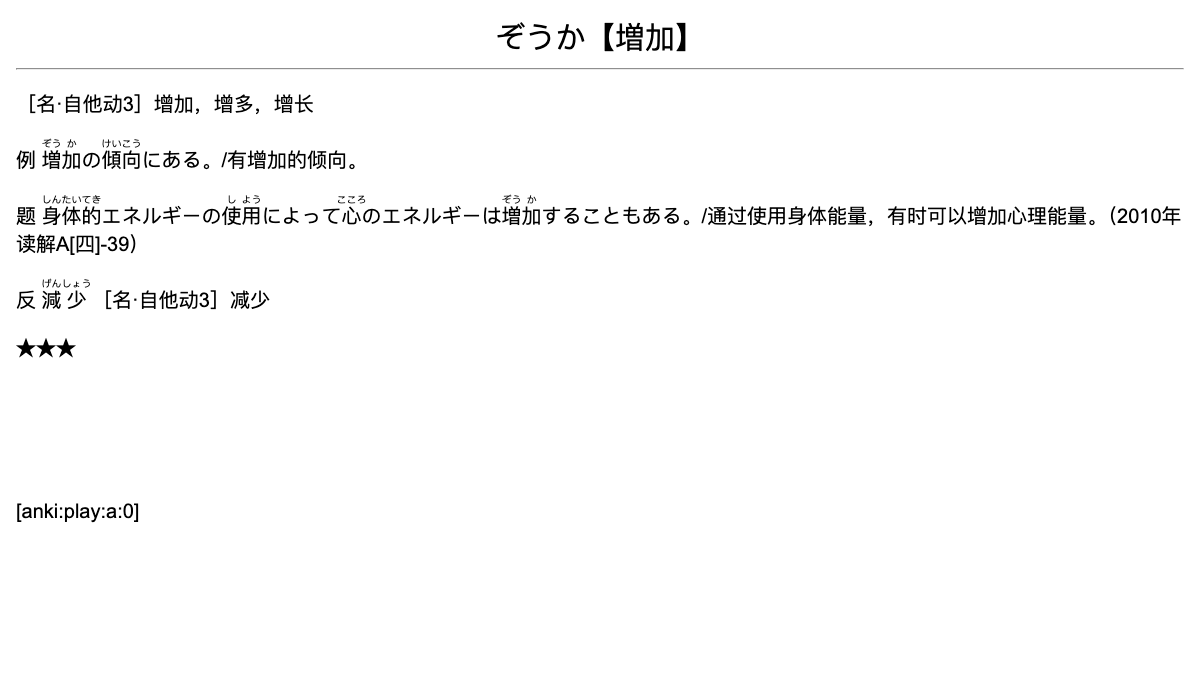 ぞうか【増加】
［名·自他动3］增加，增多，增长
ぞう か けいこう
例 増加の傾向にある。/有增加的倾向。
しんたいてき し よう こころ ぞう か
题 身体的エネルギーの使用によって心のエネルギーは増加することもある。/通过使用身体能量，有时可以增加心理能量。（2010年
读解A[四]-39）
げんしょう
反 減少 ［名·自他动3］减少
★★★
[anki:play:a:0]